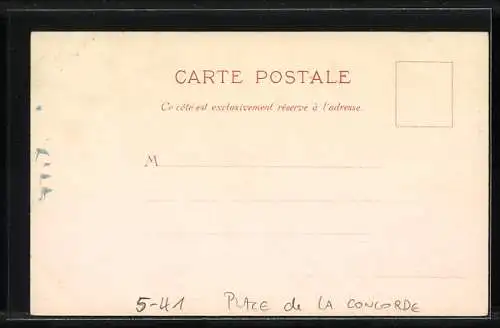 CARTE POSTALE
Ce côté est exclusivement réservé à l'adresse.
M
5-41 PLACE de LA CONCORDE